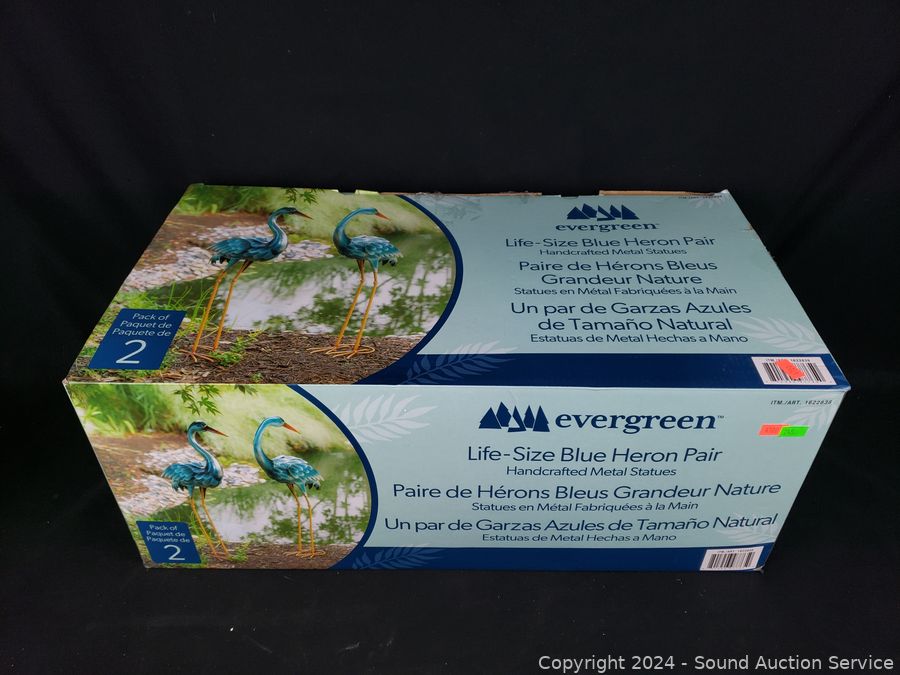 evergreen
Life-Size Blue Heron Pair
Handcrafted Metal Statues
Paire de Hérons Bleus
Grandeur Nature
Statues en Métal Fabriquées à la Main
Un par de Garzas Azules
de Tamaño Natural
Estatuas de Metal Hechas a Mano
Pack of
Paquet de
Paquete de
2
ITM./ART. 1622838
evergreen™
Life-Size Blue Heron Pair
Handcrafted Metal Statues
Paire de Hérons Bleus Grandeur Nature
Statues en Métal Fabriquées à la Main
Un par de Garzas Azules de Tamaño Natural
Estatuas de Metal Hechas a Mano
Pack of
Paquet de
Paquete de
2
Copyright © 2024 - Sound Auction Service